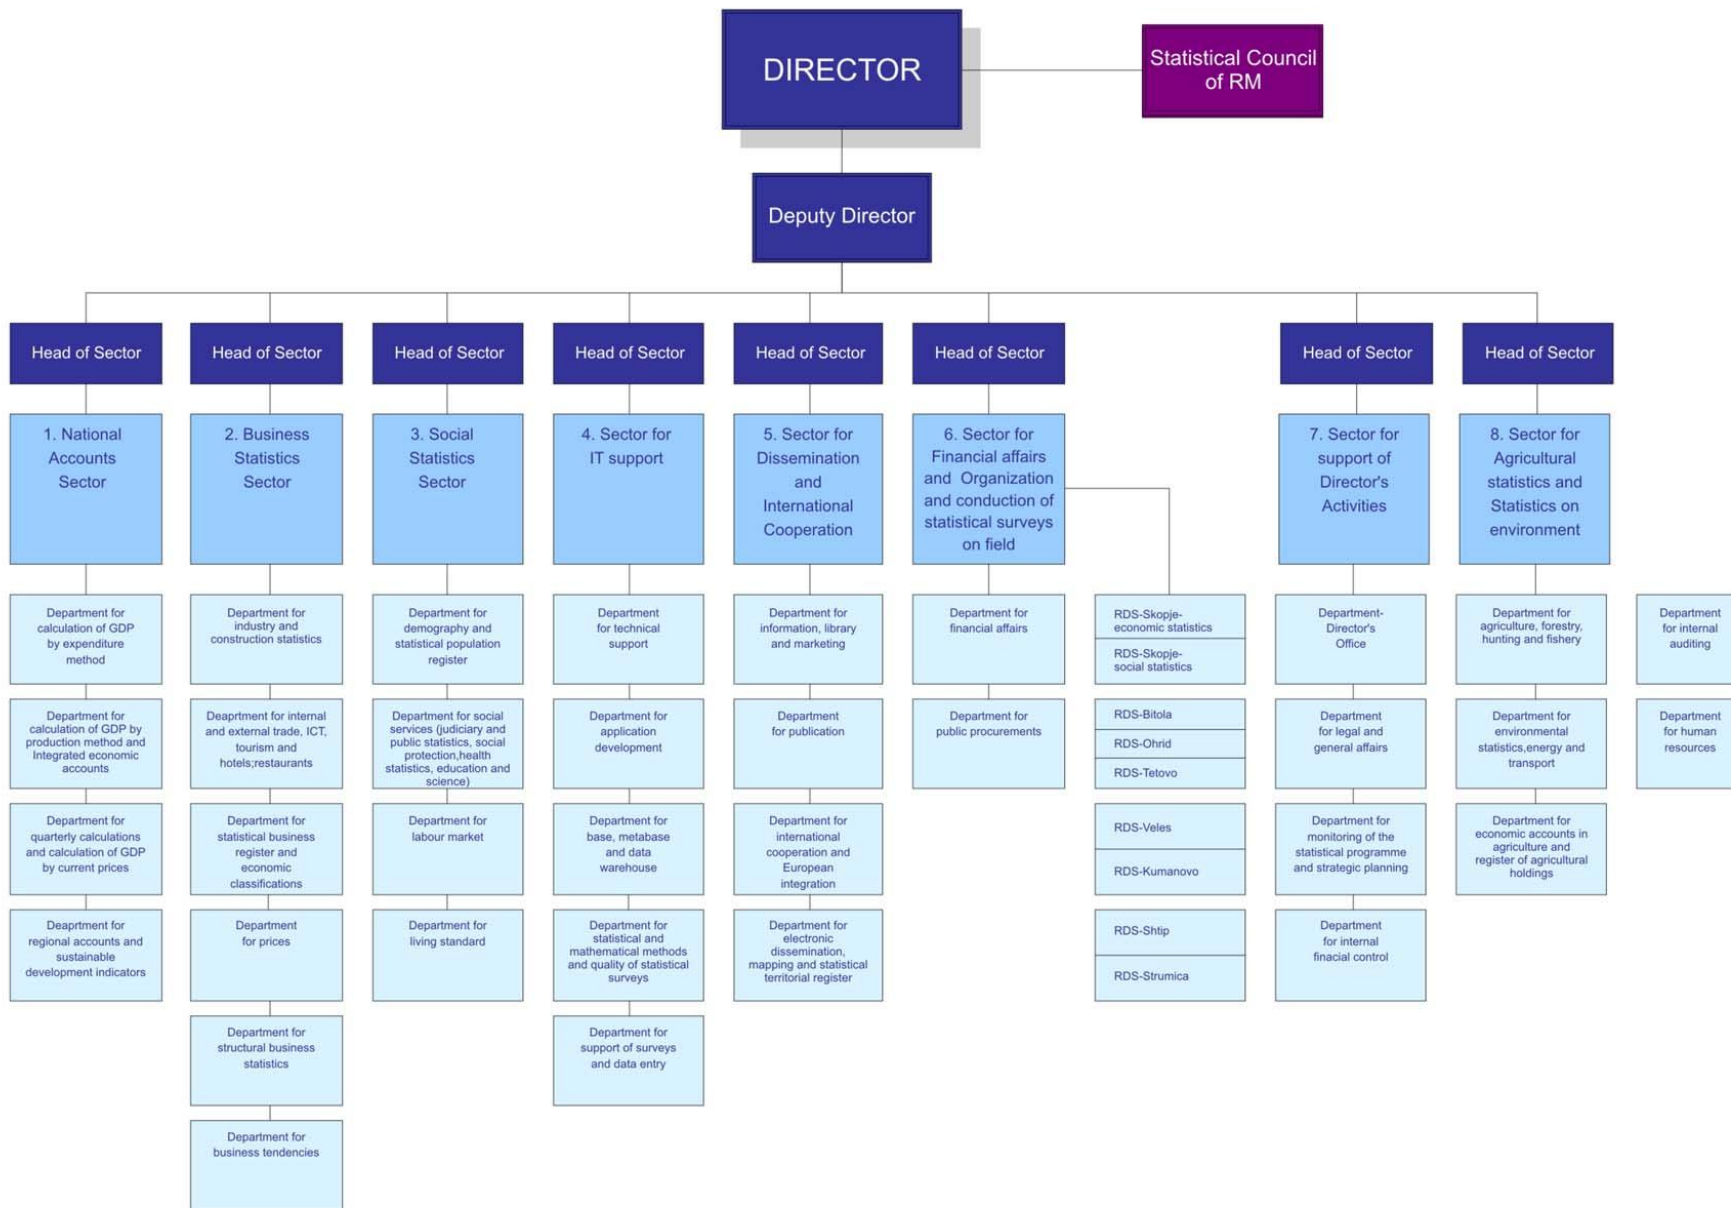 DIRECTOR
Statistical Council
of RM
Deputy Director
Head of Sector
Head of Sector
Head of Sector
Head of Sector
Head of Sector
Head of Sector
Head of Sector
Head of Sector
1. National
Accounts
Sector
2. Business
Statistics
Sector
3. Social
Statistics
Sector
4. Sector for
IT support
5. Sector for
Dissemination
and
International
Cooperation
6. Sector for
Financial affairs
and Organization
and conduction of
statistical surveys
on field
7. Sector for
support of
Director's
Activities
8. Sector for
Agricultural
statistics and
Statistics on
environment
Department for
calculation of GDP
by expenditure
method
Department for
industry and
construction statistics
Department for
demography and
statistical population
register
Department
for technical
support
Department for
information, library
and marketing
Department for
financial affairs
RDS-Skopje-
economic statistics
RDS-Skopje-
social statistics
Department-
Director's
Office
Department for
agriculture, forestry,
hunting and fishery
Department
for internal
auditing
Department for
calculation of GDP by
production method and
Integrated economic
accounts
Deaprtment for internal
and external trade, ICT,
tourism and
hotels;restaurants
Department for social
services (judiciary and
public statistics, social
protection,health
statistics, education and
science)
Department for
application
development
Department
for publication
Department for
public procurements
RDS-Bitola
RDS-Ohrid
RDS-Tetovo
Department
for legal and
general affairs
Department for
environmental
statistics,energy and
transport
Department
for human
resources
Department for
quarterly calculations
and calculation of GDP
by current prices
Department for
statistical business
register and
economic
classifications
Department for
labour market
Department for
base, metabase
and data
warehouse
Department for
international
cooperation and
European
integration
RDS-Veles
RDS-Kumanovo
Department for
monitoring of the
statistical programme
and strategic planning
Department for
economic accounts in
agriculture and
register of agricultural
holdings
Deaprtment for
regional accounts and
sustainable
development indicators
Department
for prices
Department for
living standard
Department for
statistical and
mathematical methods
and quality of statistical
surveys
Department for
electronic
dissemination,
mapping and statistical
territorial register
RDS-Shtip
RDS-Strumica
Department
for internal
finacial control
Department for
structural business
statistics
Department for
support of surveys
and data entry
Department for
business tendencies